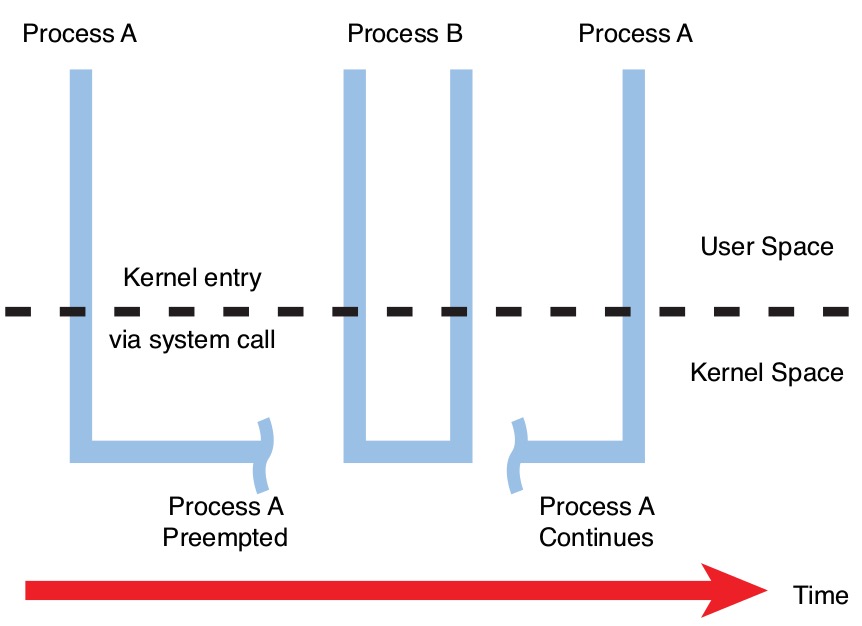 Process A
Process B
Process A
User Space
Kernel entry
via system call
Kernel Space
Process A
Preempted
Process A
Continues
Time